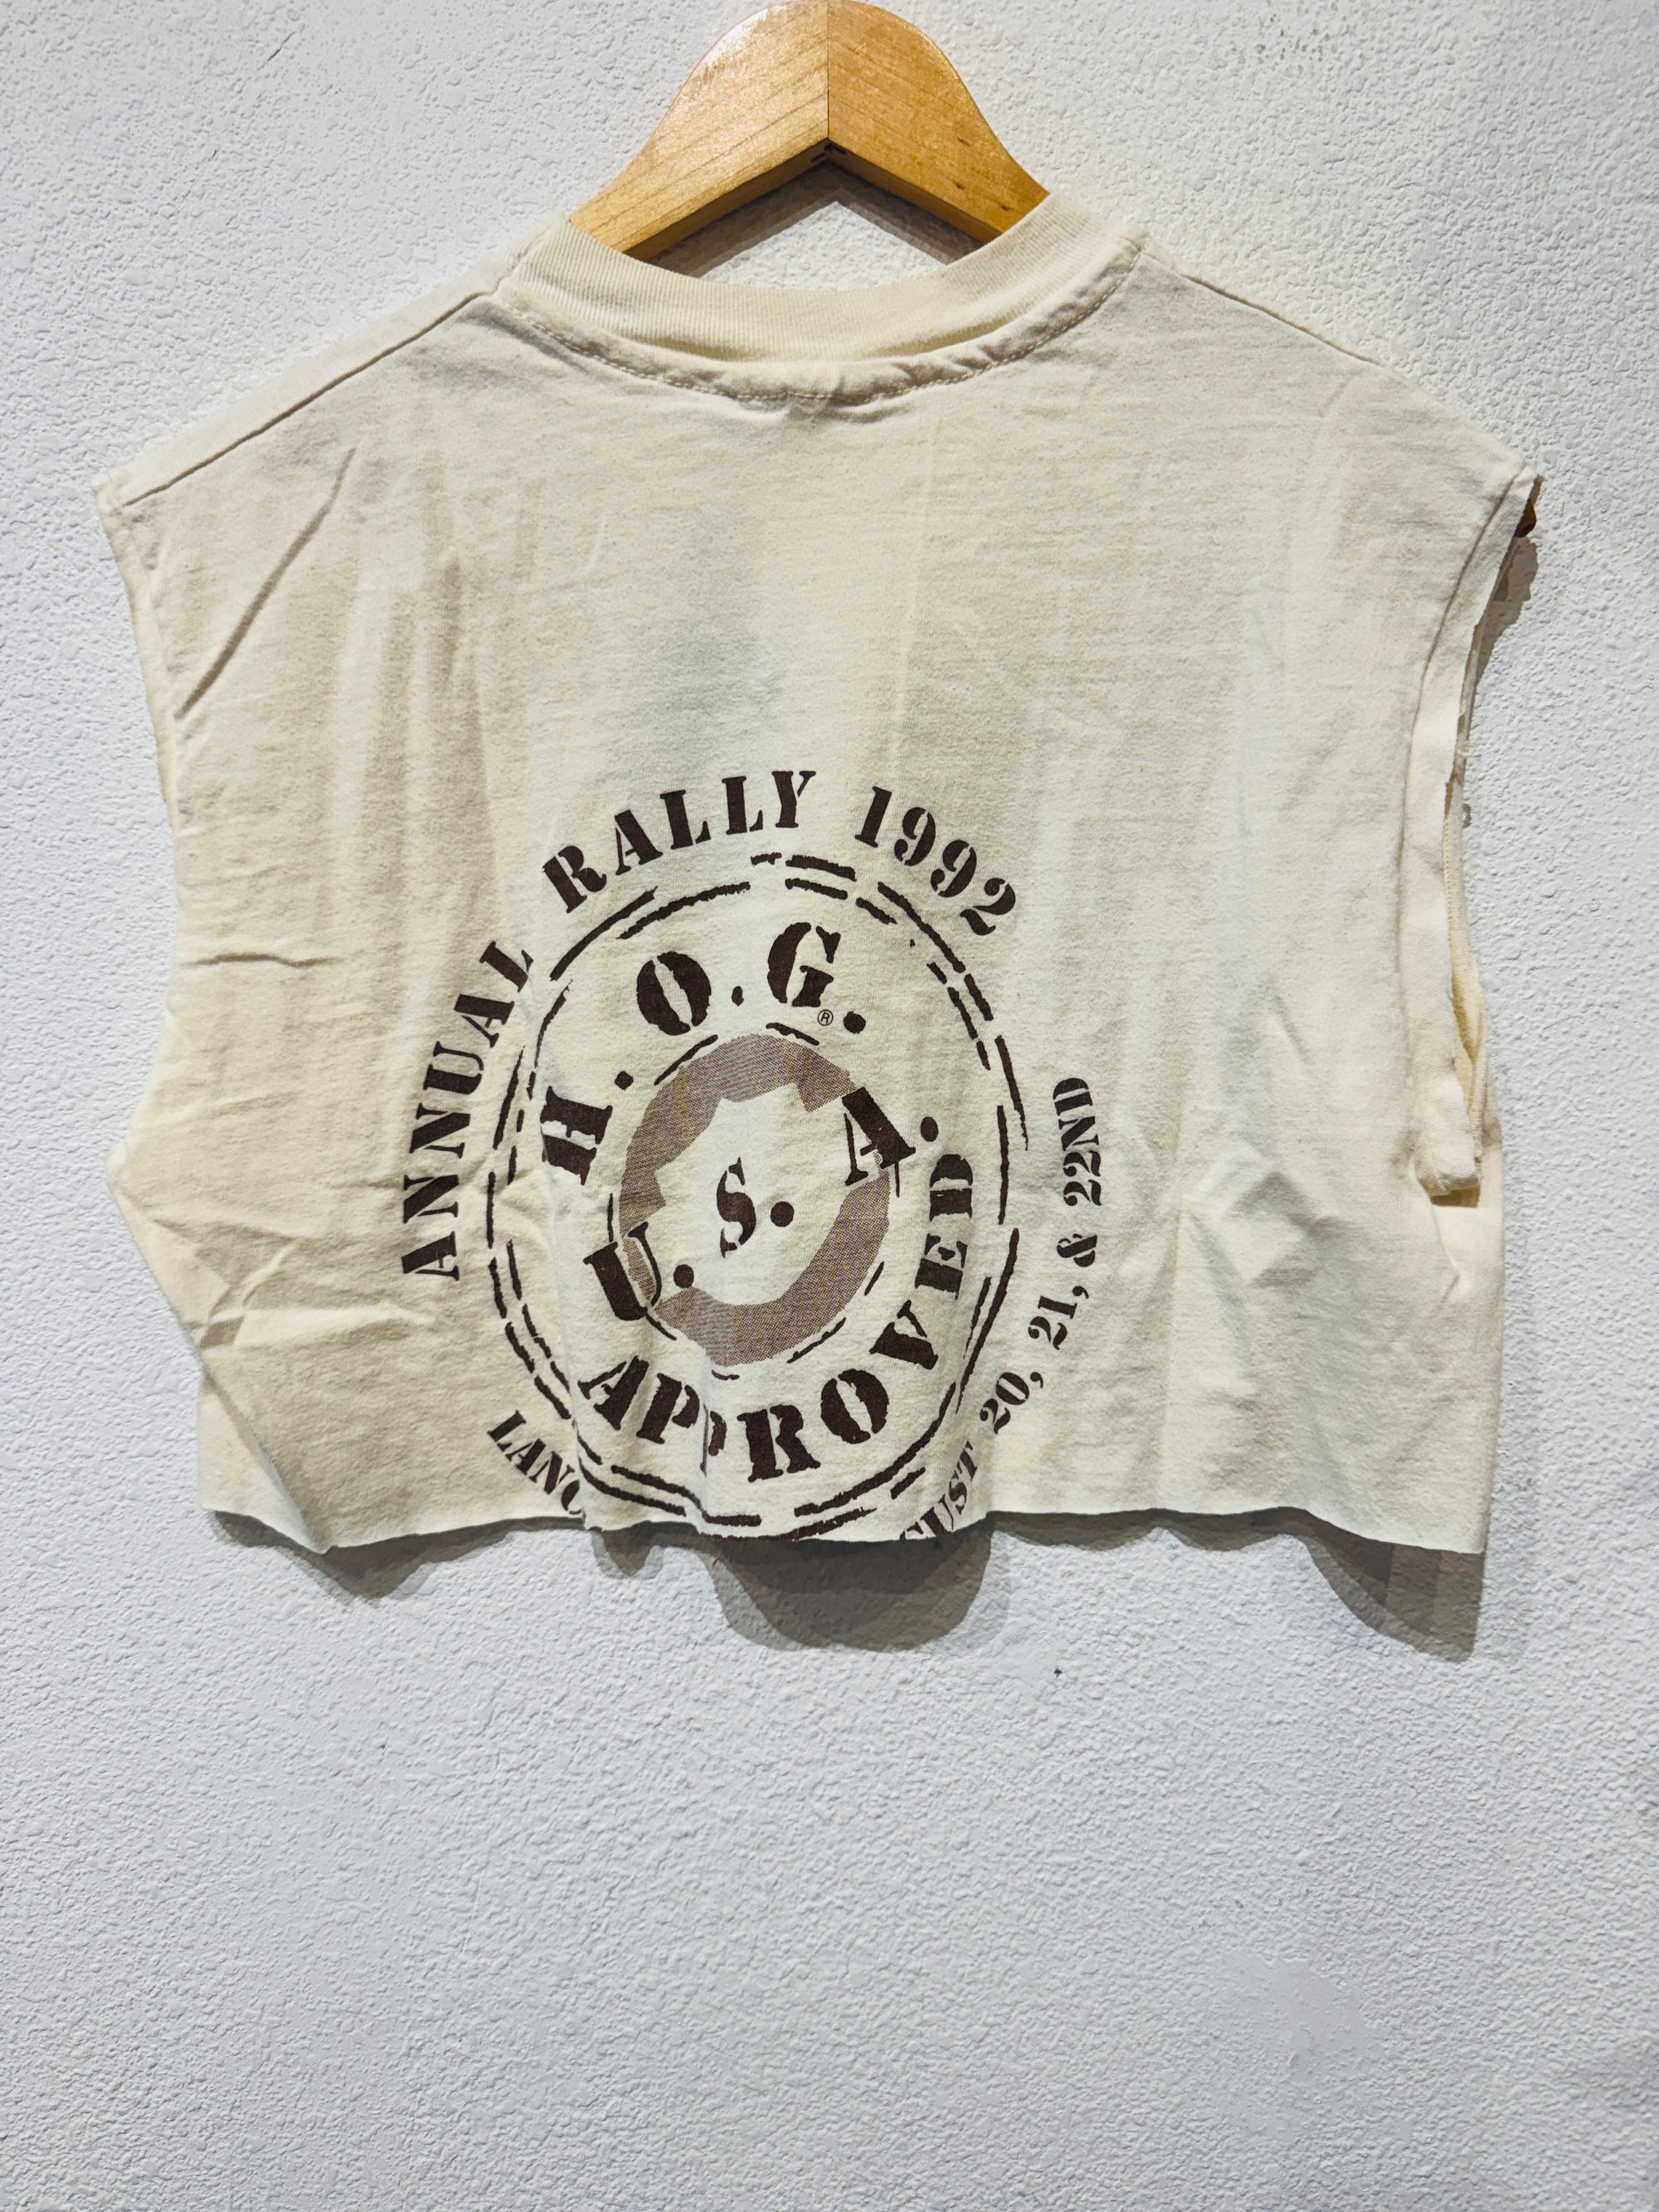 ANNUAL RALLY 1992
H.O.G.®
U.S.A.
APPROVED
20, 21, & 22ND